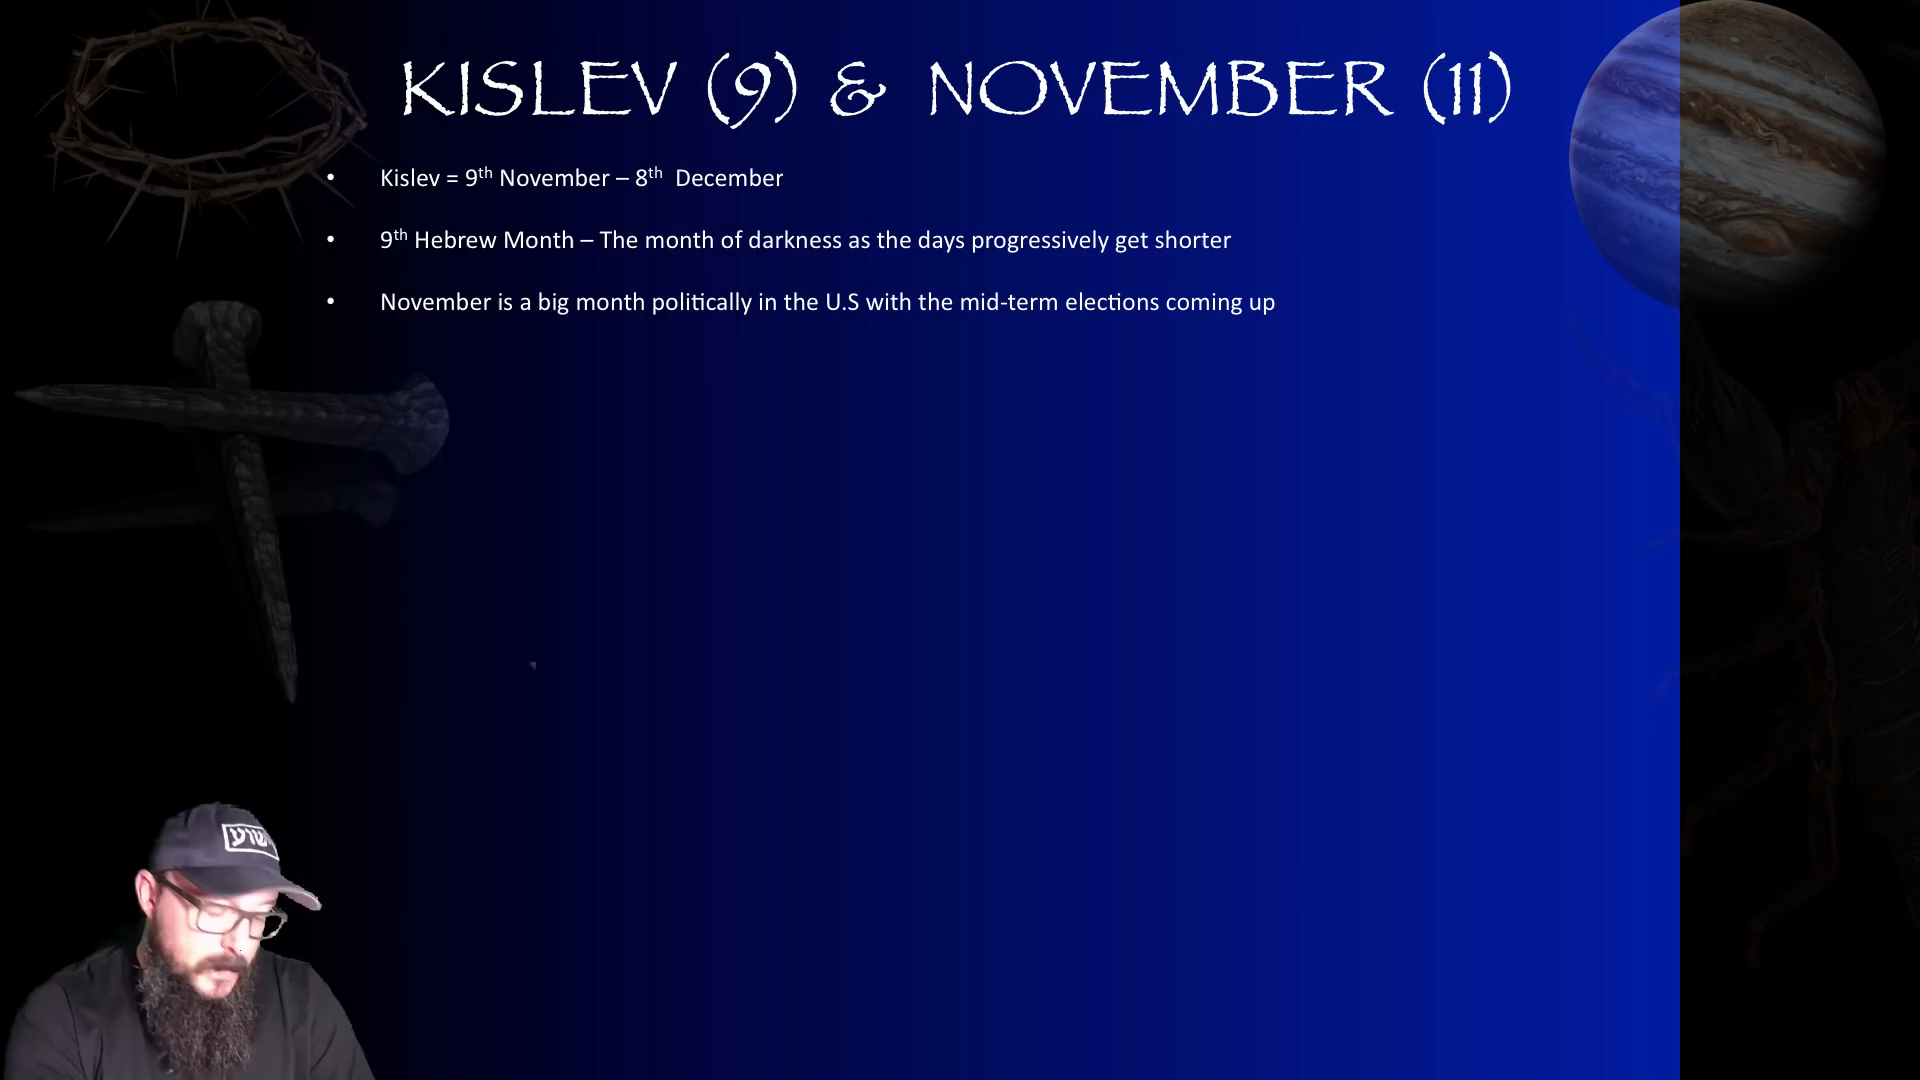 KISLEV (9) & NOVEMBER (11)
• Kislev = 9th November – 8th December
• 9th Hebrew Month – The month of darkness as the days progressively get shorter
• November is a big month politically in the U.S with the mid-term elections coming up
ישוע